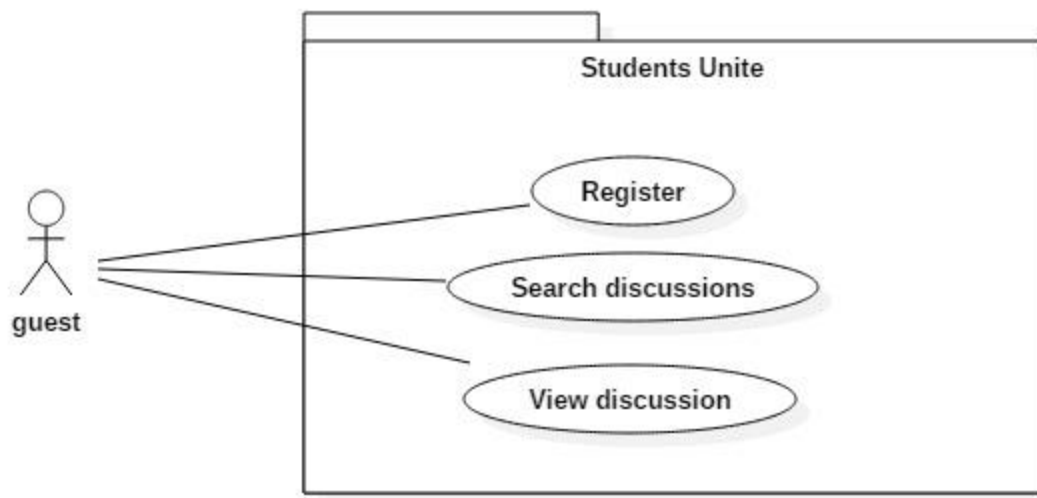 Students Unite
Register
Search discussions
guest
View discussion